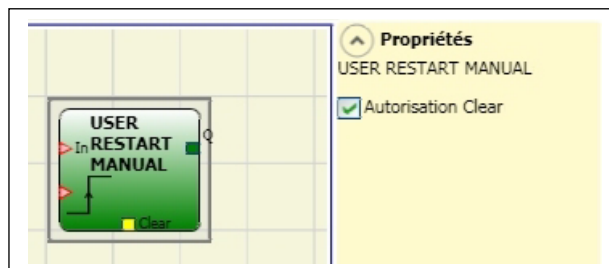 USER
In RESTART
MANUAL
Q
Clear
Propriétés
USER RESTART MANUAL
Autorisation Clear